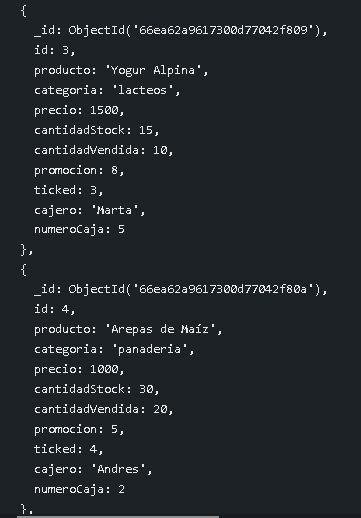 {
_id: ObjectId('66ea62a9617300d77042f809'),
id: 3,
producto: 'Yogur Alpina',
categoria: 'lacteos',
precio: 1500,
cantidadStock: 15,
cantidadVendida: 10,
promocion: 8,
ticked: 3,
cajero: 'Marta',
numeroCaja: 5
},
{
_id: ObjectId('66ea62a9617300d77042f80a'),
id: 4,
producto: 'Arepas de Maíz',
categoria: 'panaderia',
precio: 1000,
cantidadStock: 30,
cantidadVendida: 20,
promocion: 5,
ticked: 4,
cajero: 'Andres',
numeroCaja: 2
},